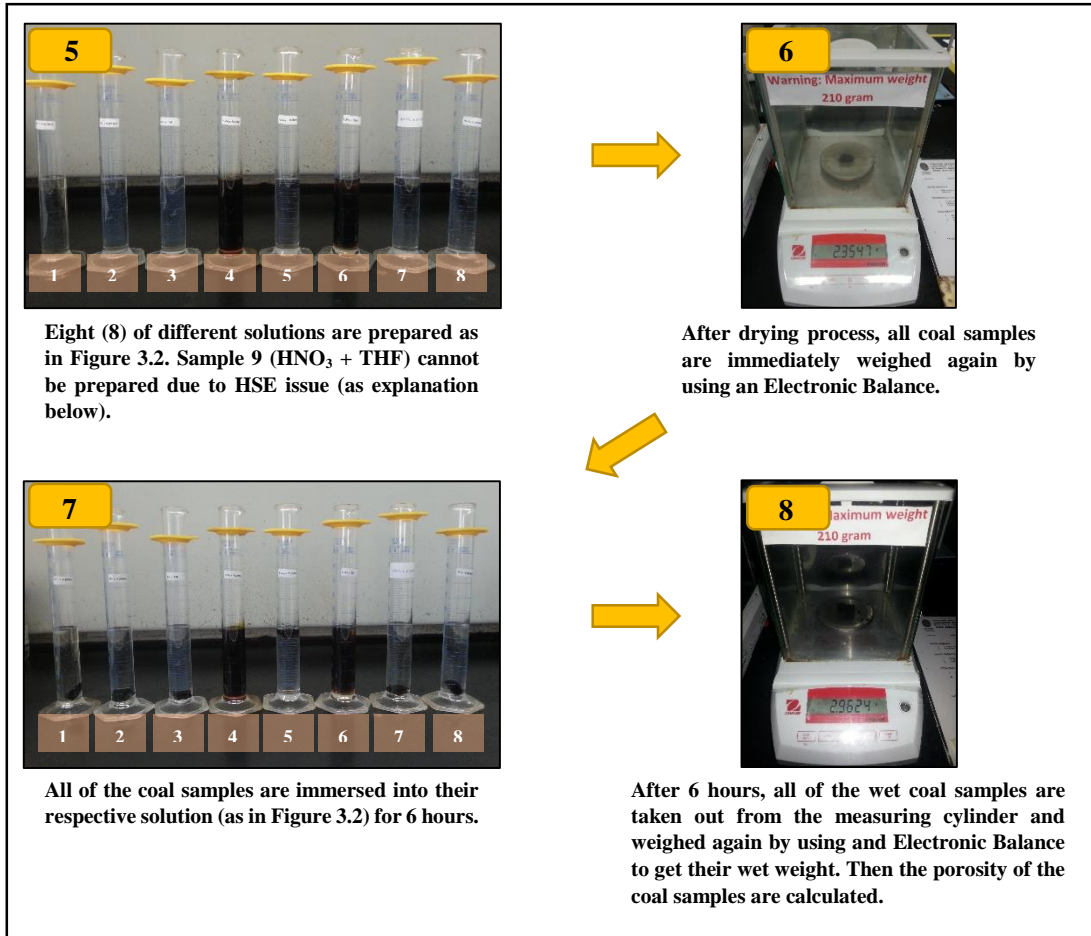 5
1 2 3 4 5 6 7 8
Eight (8) of different solutions are prepared as
in Figure 3.2. Sample 9 (HNO₃ + THF) cannot
be prepared due to HSE issue (as explanation
below).
6
Warning: Maximum weight
210 gram
2.3547
After drying process, all coal samples
are immediately weighed again by
using an Electronic Balance.
7
1 2 3 4 5 6 7 8
All of the coal samples are immersed into their
respective solution (as in Figure 3.2) for 6 hours.
8
Maximum weight
210 gram
2.9624
After 6 hours, all of the wet coal samples are
taken out from the measuring cylinder and
weighed again by using and Electronic Balance
to get their wet weight. Then the porosity of the
coal samples are calculated.